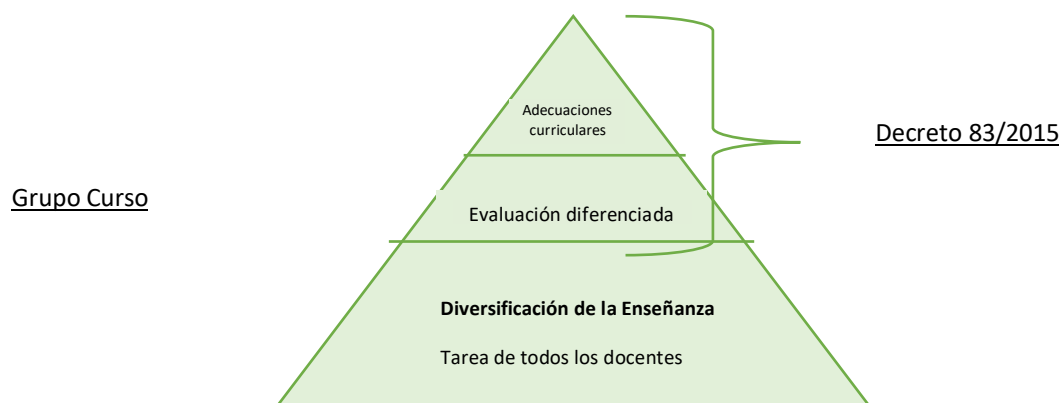 Adecuaciones
curriculares
Decreto 83/2015
Grupo Curso
Evaluación diferenciada
Diversificación de la Enseñanza
Tarea de todos los docentes